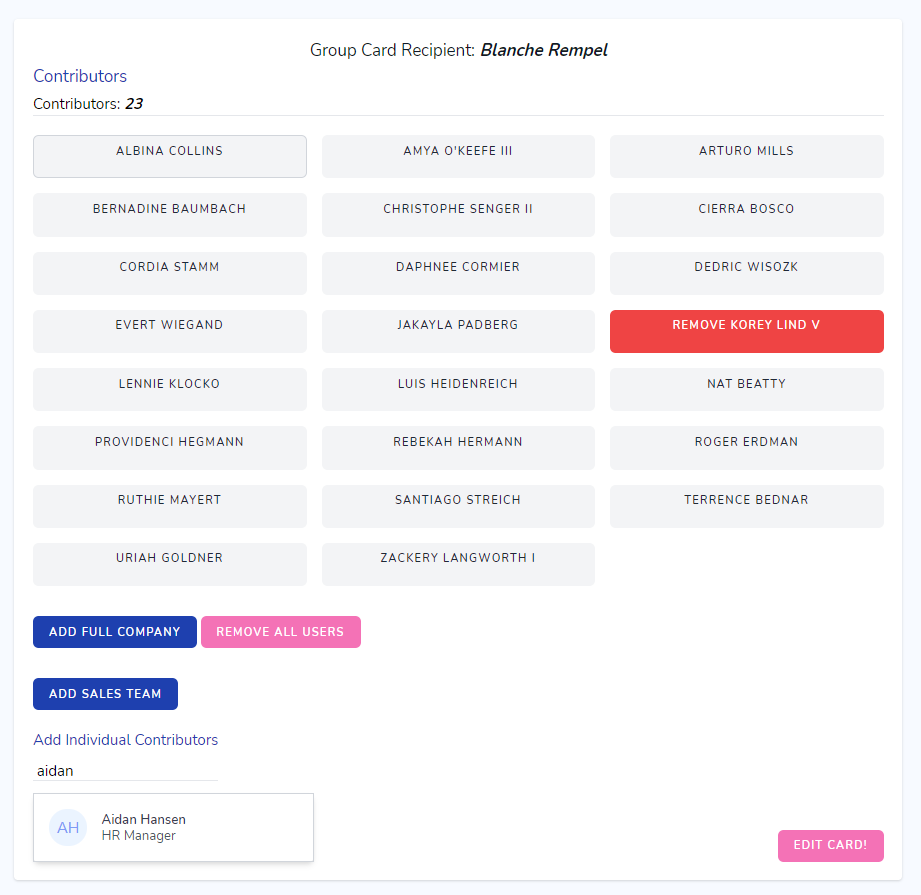 Group Card Recipient: Blanche Rempel
Contributors
Contributors: 23
ALBINA COLLINS
AMYA O'KEEFE III
ARTURO MILLS
BERNADINE BAUMBACH
CHRISTOPHE SENGER II
CIERRA BOSCO
CORDIA STAMM
DAPHNEE CORMIER
DEDRIC WISOZK
EVERT WIEGAND
JAKAYLA PADBERG
REMOVE KOREY LIND V
LENNIE KLOCKO
LUIS HEIDENREICH
NAT BEATTY
PROVIDENCI HEGMANN
REBEKAH HERMANN
ROGER ERDMAN
RUTHIE MAYERT
SANTIAGO STREICH
TERRENCE BEDNAR
URIAH GOLDNER
ZACKERY LANGWORTH I
ADD FULL COMPANY
REMOVE ALL USERS
ADD SALES TEAM
Add Individual Contributors
aidan
AH
Aidan Hansen
HR Manager
EDIT CARD!